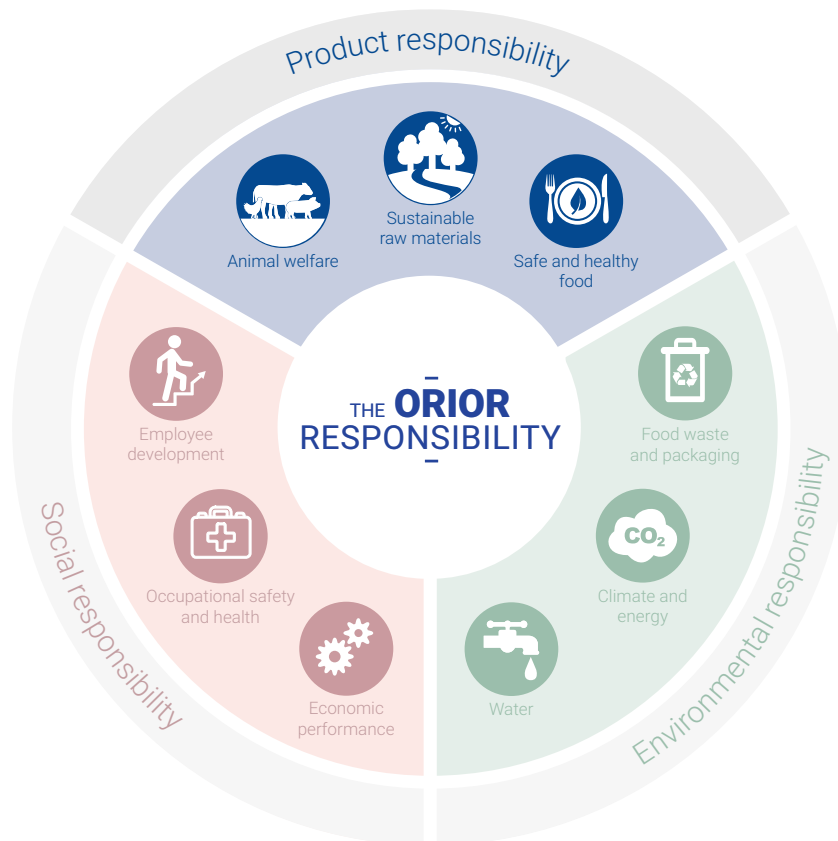 Product responsibility
Animal welfare
Sustainable
raw materials
Safe and healthy
food
THE ORIOR
RESPONSIBILITY
Employee
development
Occupational safety
and health
Economic
performance
Social responsibility
Food waste
and packaging
CO₂
Climate and
energy
Water
Environmental responsibility